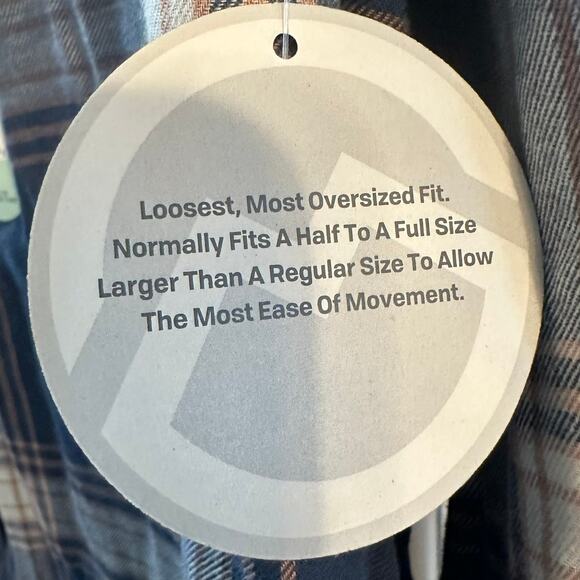 Loosest, Most Oversized Fit.
Normally Fits A Half To A Full Size
Larger Than A Regular Size To Allow
The Most Ease Of Movement.